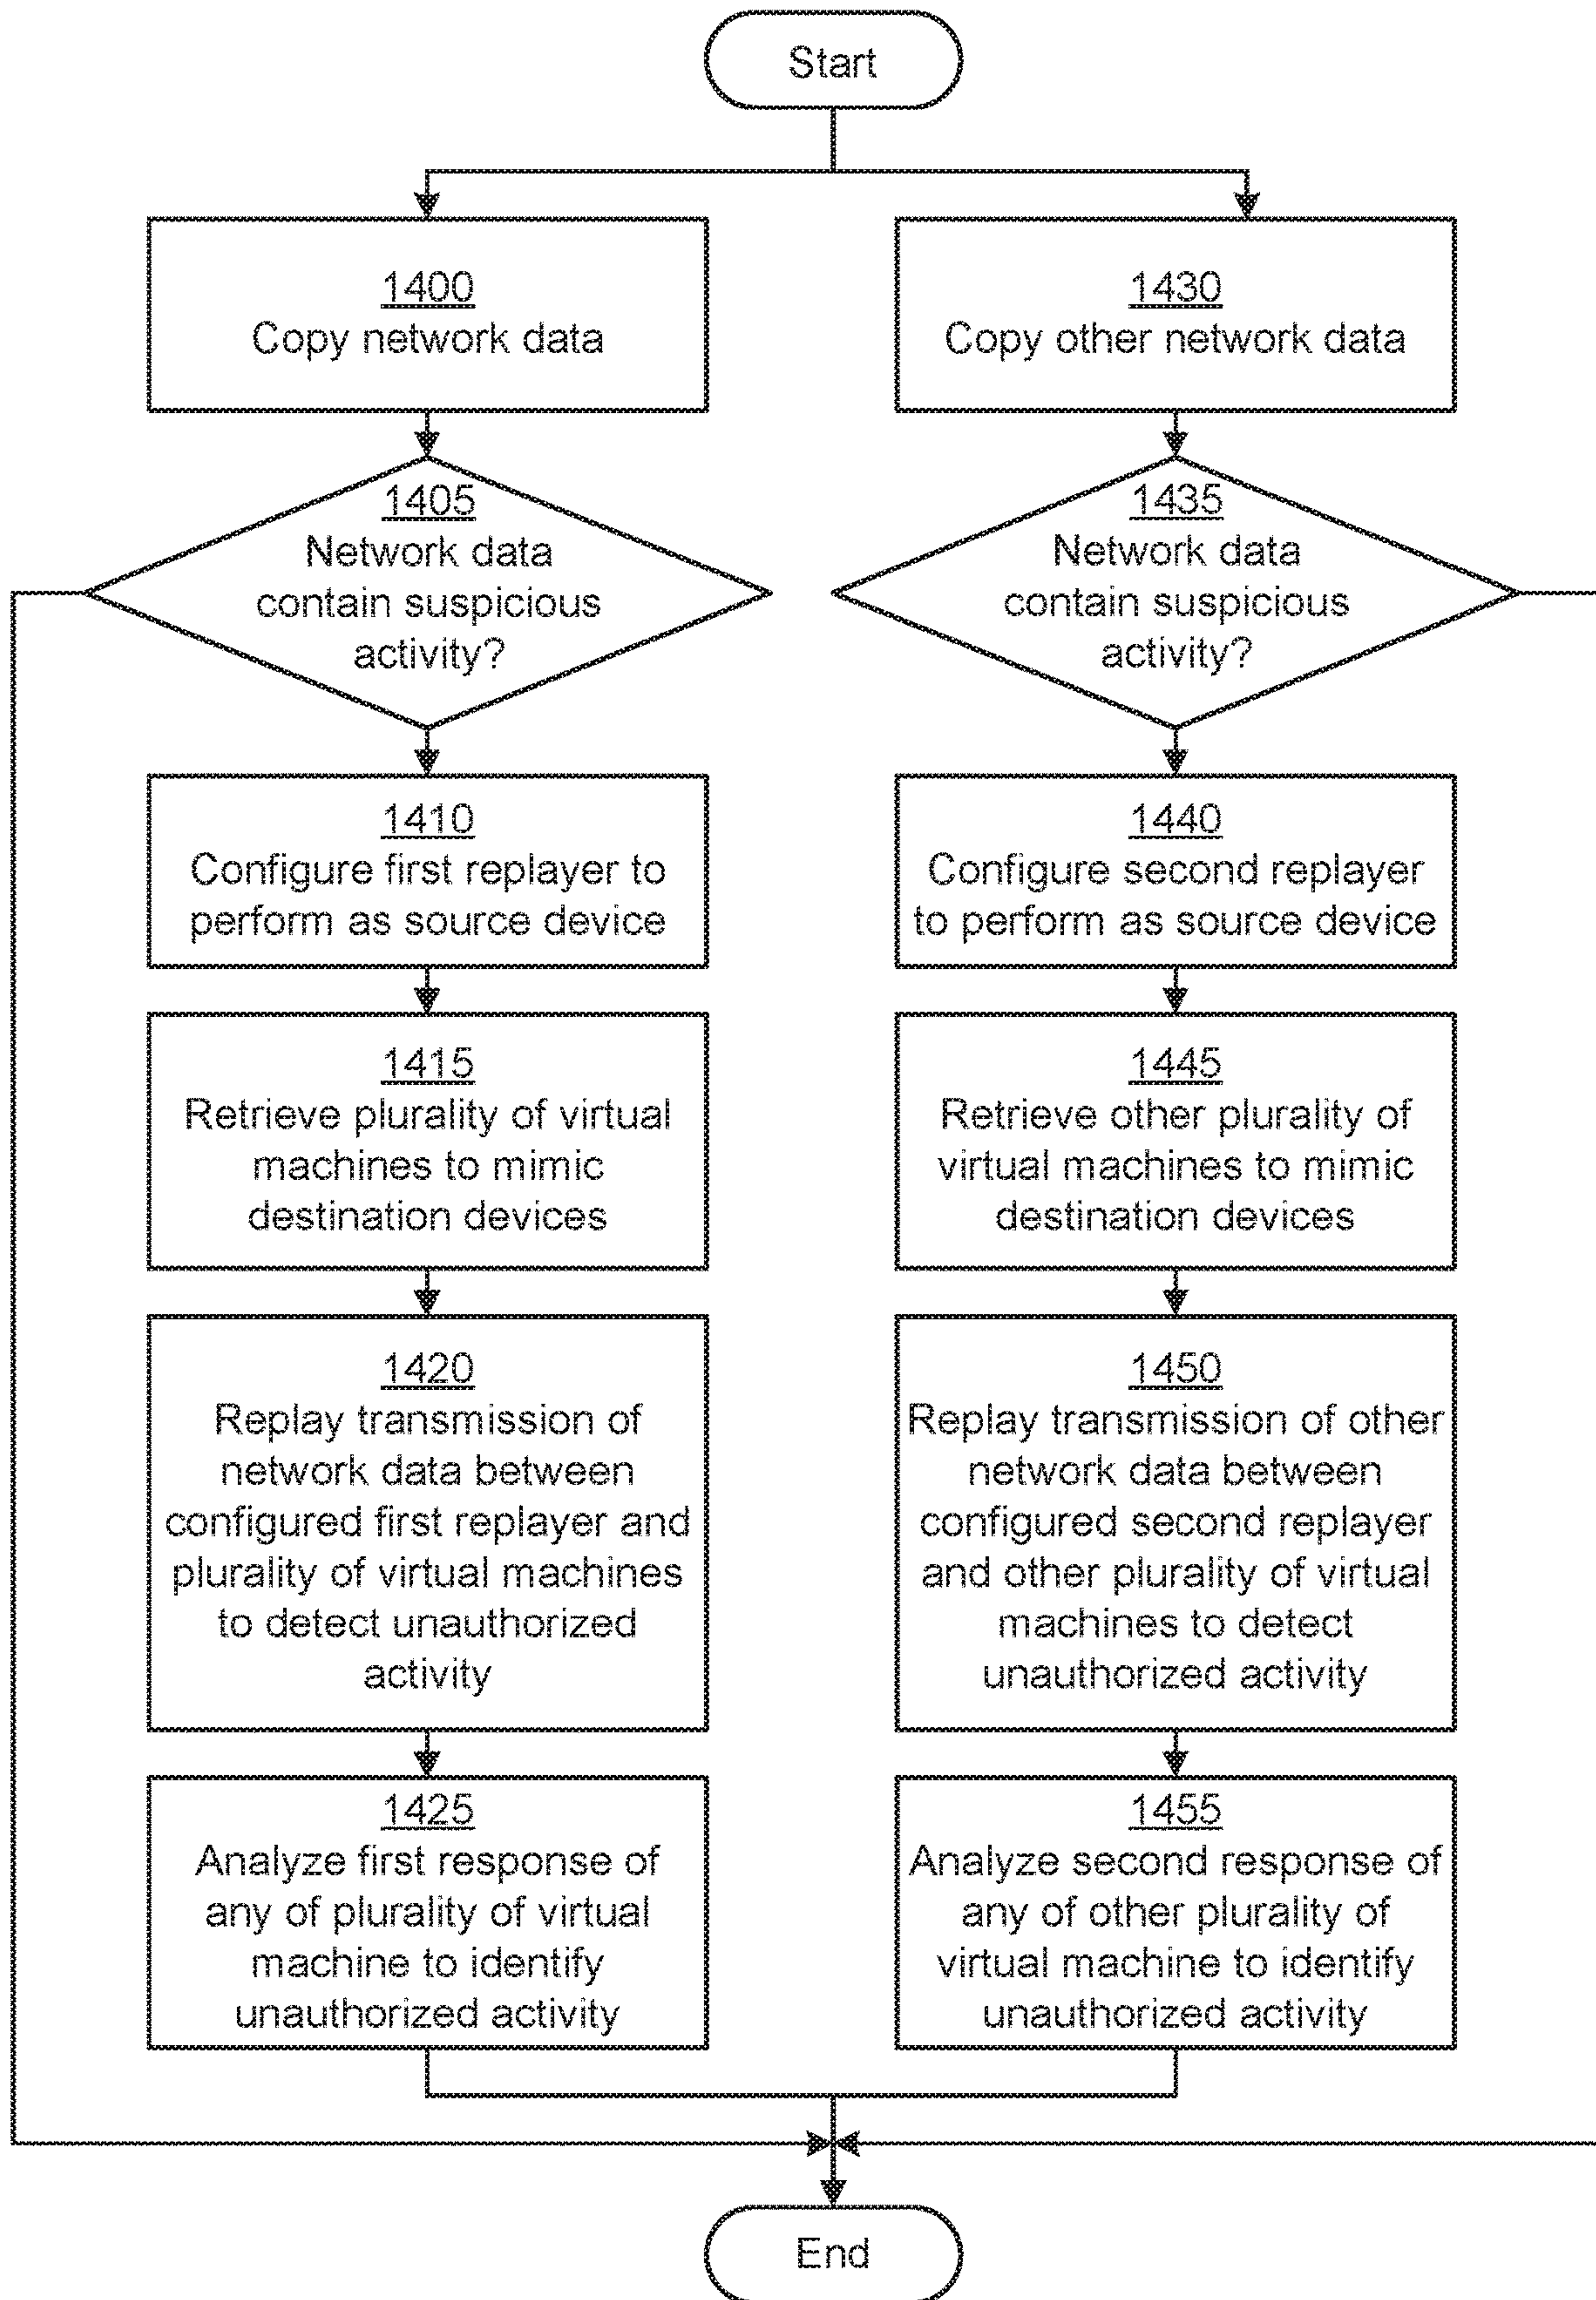 Start
1400
Copy network data
1405
Network data
contain suspicious
activity?
1410
Configure first replayer to
perform as source device
1415
Retrieve plurality of virtual
machines to mimic
destination devices
1420
Replay transmission of
network data between
configured first replayer and
plurality of virtual machines
to detect unauthorized
activity
1425
Analyze first response of
any of plurality of virtual
machine to identify
unauthorized activity
1430
Copy other network data
1435
Network data
contain suspicious
activity?
1440
Configure second replayer
to perform as source device
1445
Retrieve other plurality of
virtual machines to mimic
destination devices
1450
Replay transmission of other
network data between
configured second replayer
and other plurality of virtual
machines to detect
unauthorized activity
1455
Analyze second response of
any of other plurality of
virtual machine to identify
unauthorized activity
End